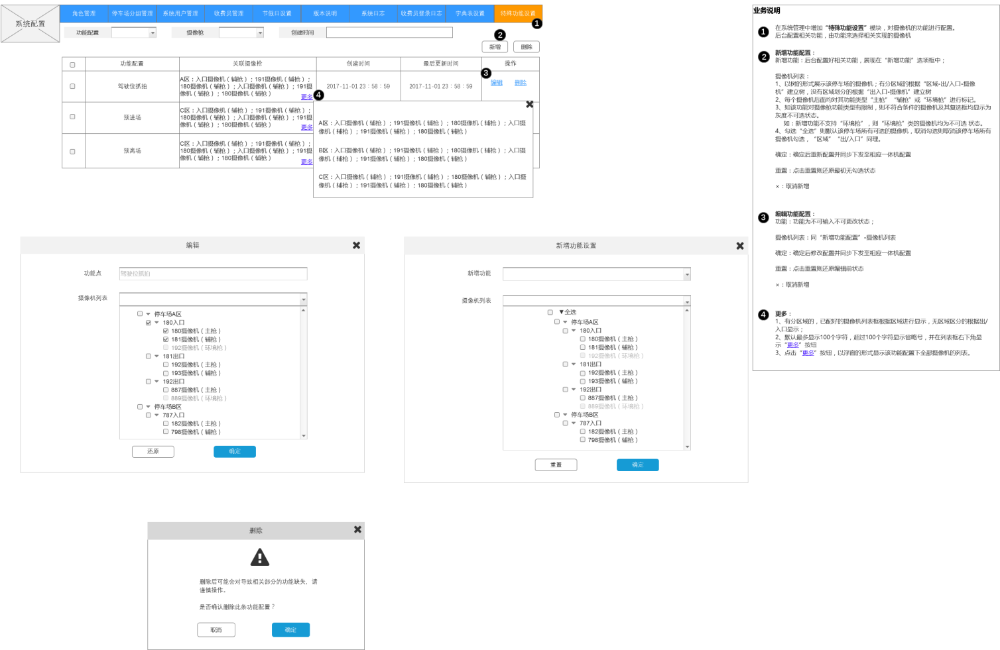 系统配置
角色管理
停车场分组管理
系统用户管理
收费员管理
节假日设置
版本说明
系统日志
收费员登录日志
字典表设置
特殊功能设置
1
功能配置
摄像枪
创建时间
2
新增
删除
功能配置
关联摄像枪
创建时间
最后更新时间
操作
驾驶位抓拍
A区：入口摄像机（辅枪）；191摄像机（辅枪）；
180摄像机（辅枪）；入口摄像机（辅枪）；191摄
像机（辅枪）；180摄像机（辅枪）
更多
2017-11-01 23：58：59
2017-11-01 23：58：59
3
编辑
删除
4
预进场
C区：入口摄像机（辅枪）；191摄像机（辅枪）；
180摄像机（辅枪）；入口摄像机（辅枪）；191摄
像机（辅枪）；180摄像机（辅枪）
更多
预离场
C区：入口摄像机（辅枪）；191摄像机（辅枪）；
180摄像机（辅枪）；入口摄像机（辅枪）；191摄
像机（辅枪）；180摄像机（辅枪）
更多
A区：入口摄像机（辅枪）；191摄像机（辅枪）；180摄像机（辅枪）；入口摄
像机（辅枪）；191摄像机（辅枪）；180摄像机（辅枪）
B区：入口摄像机（辅枪）；191摄像机（辅枪）；180摄像机（辅枪）；入口摄
像机（辅枪）；191摄像机（辅枪）；180摄像机（辅枪）
C区：入口摄像机（辅枪）；191摄像机（辅枪）；180摄像机（辅枪）；入口摄
像机（辅枪）；191摄像机（辅枪）；180摄像机（辅枪）
编辑
功能点
驾驶位抓拍
摄像机列表
停车场A区
180入口
180摄像机（主枪）
181摄像机（辅枪）
192摄像机（环境枪）
181出口
192摄像机（主枪）
193摄像机（辅枪）
192出口
887摄像机（主枪）
889摄像机（环境枪）
停车场B区
787入口
182摄像机（主枪）
798摄像机（辅枪）
还原
确定
新增功能设置
新增功能
摄像机列表
▼全选
停车场A区
180入口
180摄像机（主枪）
181摄像机（辅枪）
192摄像机（环境枪）
181出口
192摄像机（主枪）
193摄像机（辅枪）
192出口
887摄像机（主枪）
889摄像机（环境枪）
停车场B区
787入口
182摄像机（主枪）
798摄像机（辅枪）
重置
确定
删除
删除后可能会对导致相关部分的功能缺失，请
谨慎操作。
是否确认删除此条功能配置？
取消
确定
业务说明
1
在系统管理中增加“特殊功能设置”模块，对摄像机的功能进行配置。
后台配置相关功能，由功能来选择相关实现的摄像机
2
新增功能配置：
新增功能：后台配置好相关功能，展现在“新增功能”选项框中；
摄像机列表：
1、以树的形式展示该停车场的摄像机；有分区域的根据“区域-出/入口-摄像
机”建立树，没有区域划分的根据“出入口-摄像机”建立树
2、每个摄像机后面均对其功能类型“主枪”“辅枪”或“环境枪”进行标记。
3、如该功能对摄像枪功能类型有限制，则不符合条件的摄像机及其复选框均显示为
灰度不可选状态。
如：新增功能不支持“环境枪”，则“环境枪”类的摄像机均为不可选 状态。
4、勾选“全选”则默认该停车场所有可选的摄像机，取消勾选则取消该停车场所有
摄像机勾选，“区域”“出/入口”同理。
确定：确定后重新配置并同步下发至相应一体机配置
重置：点击重置则还原最初无勾选状态
×：取消新增
3
编辑功能配置：
功能：功能为不可输入不可更改状态；
摄像机列表：同“新增功能配置”-摄像机列表
确定：确定后修改配置并同步下发至相应一体机配置
重置：点击重置则还原编辑前状态
×：取消新增
4
更多：
1、有分区域的，已配好的摄像机列表框根据区域进行显示，无区域区分的根据出/
入口显示；
2、默认最多显示100个字符，超过100个字符显示省略号，并在列表框右下角显
示“更多”按钮
3、点击“更多”按钮，以浮窗的形式显示该功能配置下全部摄像机的列表。